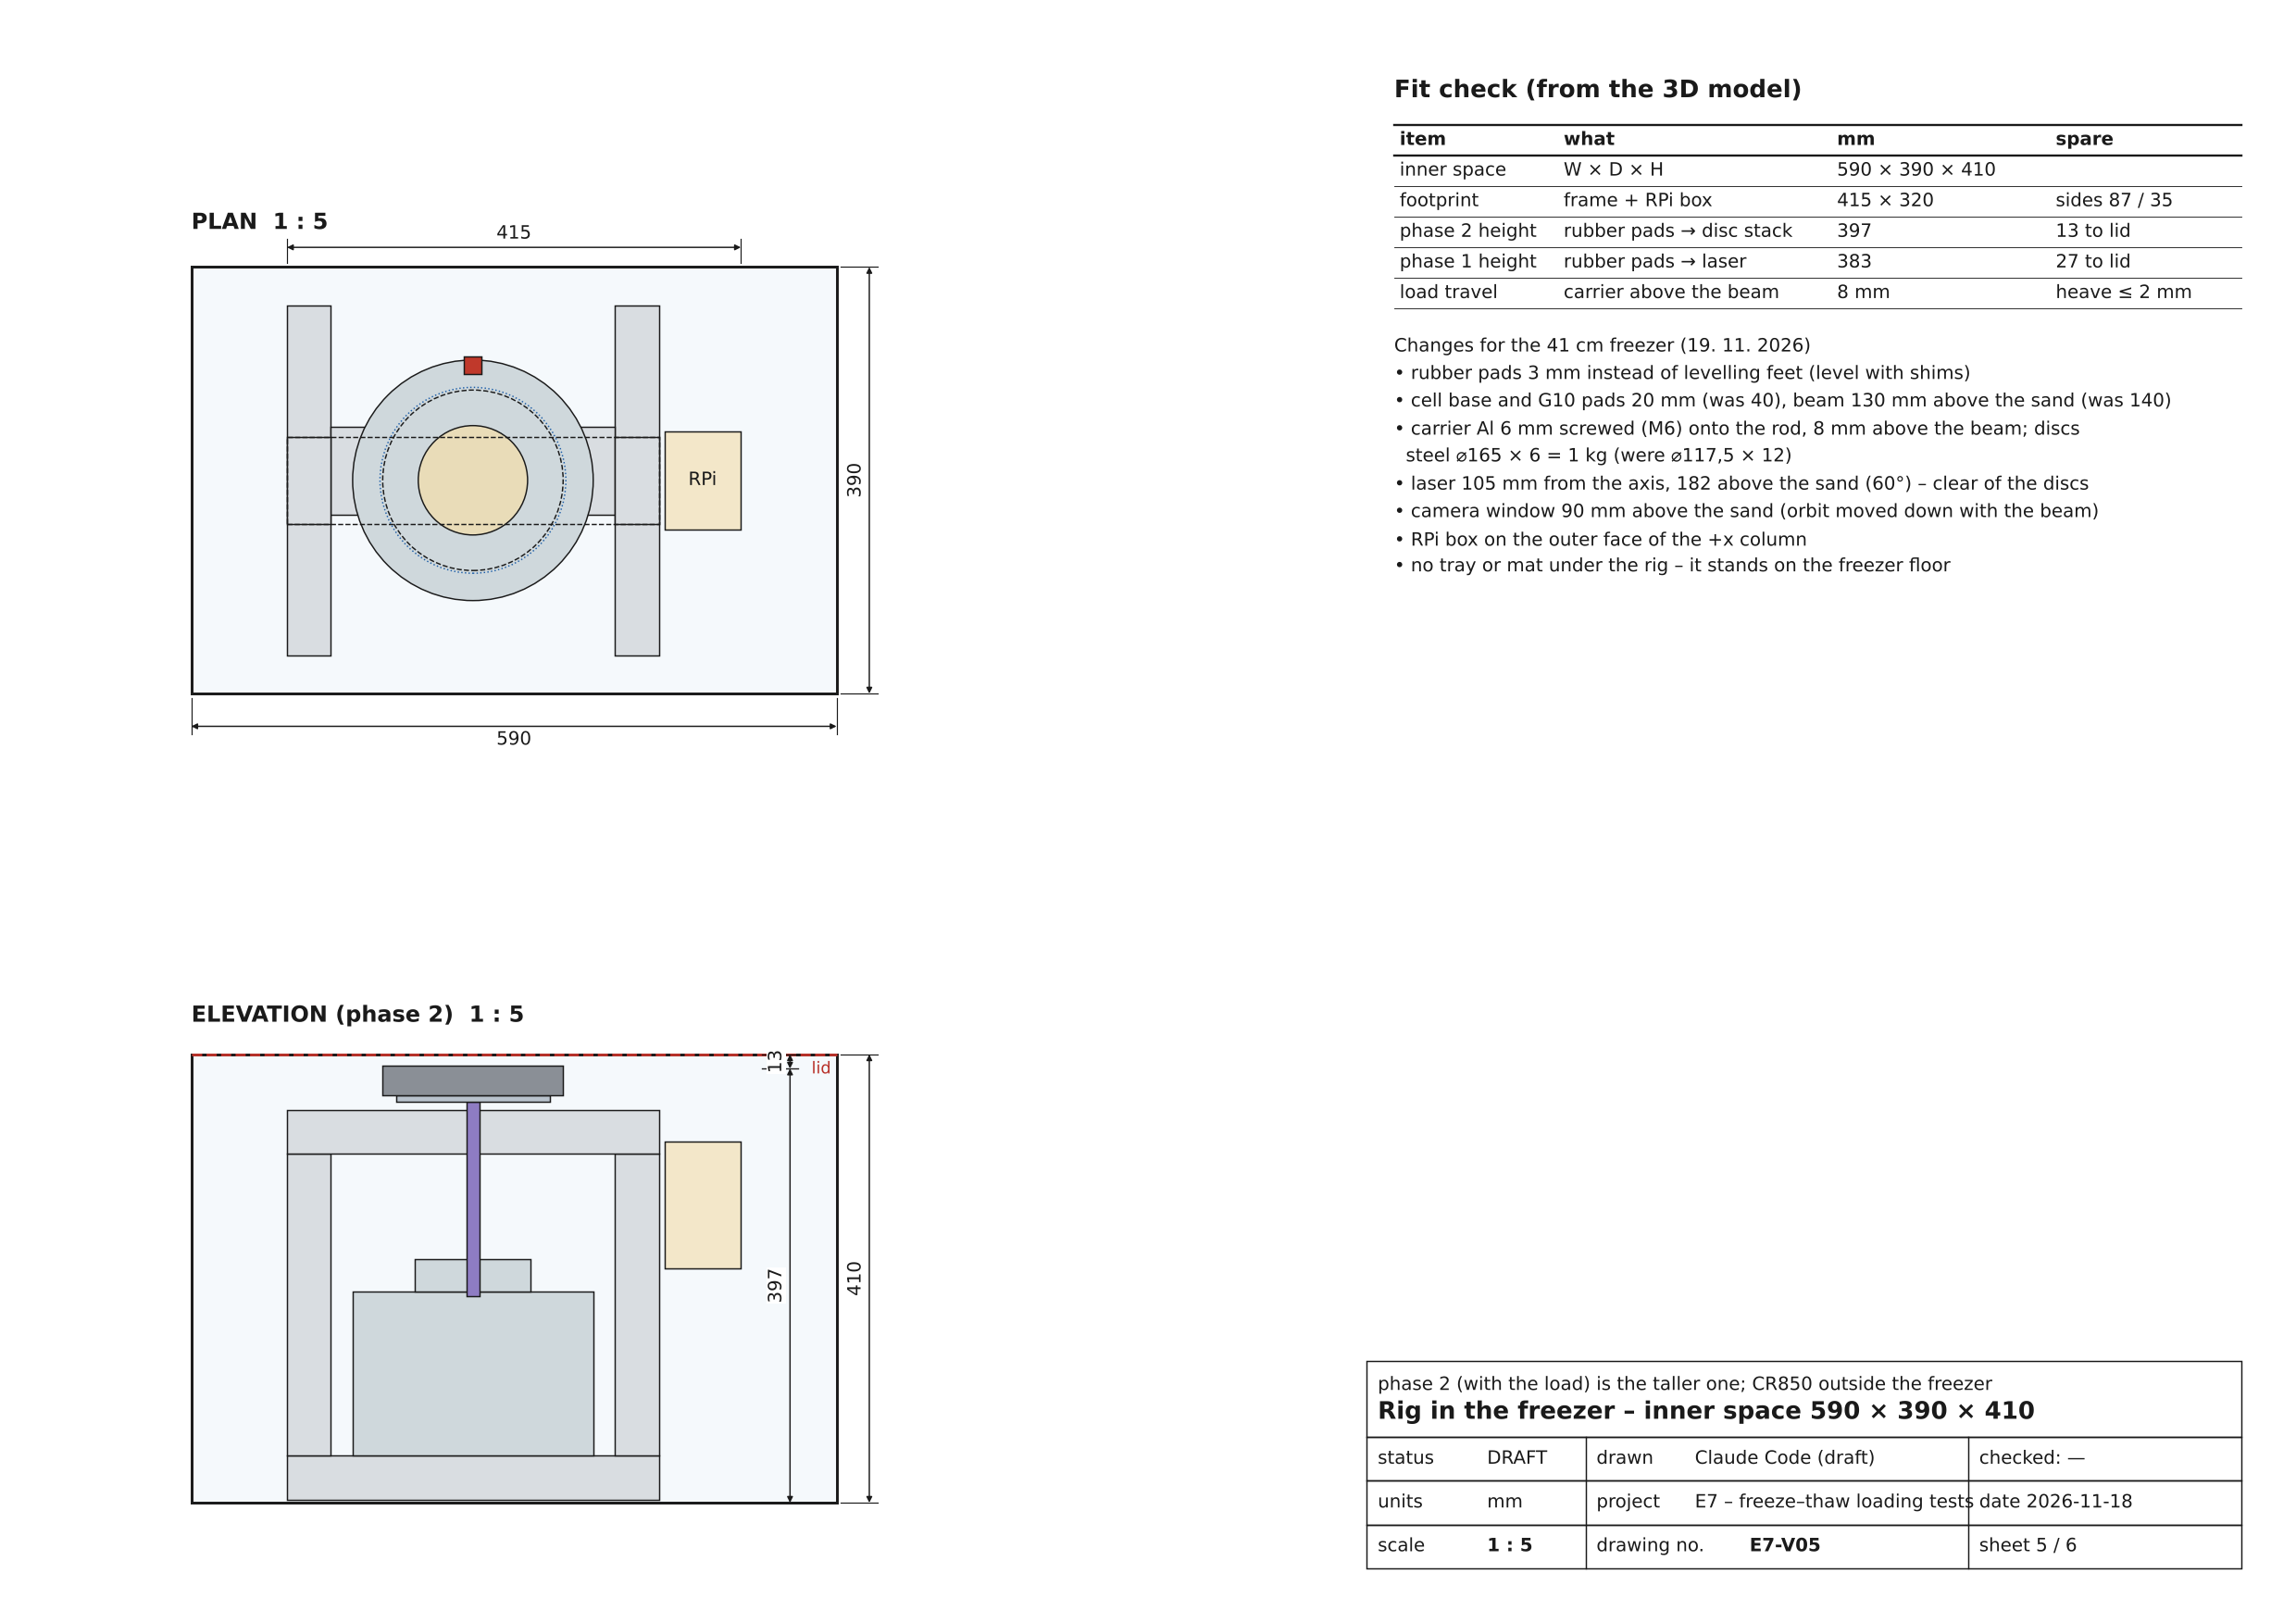 Fit check (from the 3D model)
item what mm spare
inner space W × D × H 590 × 390 × 410
footprint frame + RPi box 415 × 320 sides 87 / 35
phase 2 height rubber pads → disc stack 397 13 to lid
phase 1 height rubber pads → laser 383 27 to lid
load travel carrier above the beam 8 mm heave ≤ 2 mm
Changes for the 41 cm freezer (19. 11. 2026)
• rubber pads 3 mm instead of levelling feet (level with shims)
• cell base and G10 pads 20 mm (was 40), beam 130 mm above the sand (was 140)
• carrier Al 6 mm screwed (M6) onto the rod, 8 mm above the beam; discs
steel ⌀165 × 6 = 1 kg (were ⌀117,5 × 12)
• laser 105 mm from the axis, 182 above the sand (60°) – clear of the discs
• camera window 90 mm above the sand (orbit moved down with the beam)
• RPi box on the outer face of the +x column
• no tray or mat under the rig – it stands on the freezer floor
PLAN 1 : 5
415
RPi
390
590
ELEVATION (phase 2) 1 : 5
13
lid
397
410
phase 2 (with the load) is the taller one; CR850 outside the freezer
Rig in the freezer – inner space 590 × 390 × 410
status DRAFT drawn Claude Code (draft) checked: —
units mm project E7 – freeze–thaw loading tests date 2026-11-18
scale 1 : 5 drawing no. E7-V05 sheet 5 / 6